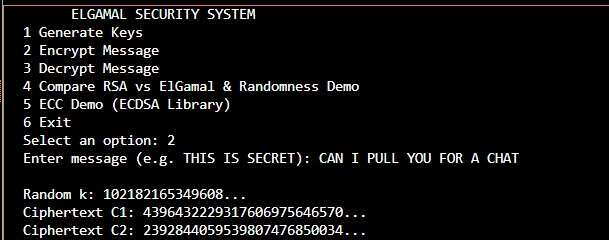 ELGAMAL SECURITY SYSTEM
1 Generate Keys
2 Encrypt Message
3 Decrypt Message
4 Compare RSA vs ElGamal & Randomness Demo
5 ECC Demo (ECDSA Library)
6 Exit
Select an option: 2
Enter message (e.g. THIS IS SECRET): CAN I PULL YOU FOR A CHAT
Random k: 102182165349608...
Ciphertext C1: 4396432229317606975646570...
Ciphertext C2: 2392844059539807476850034...